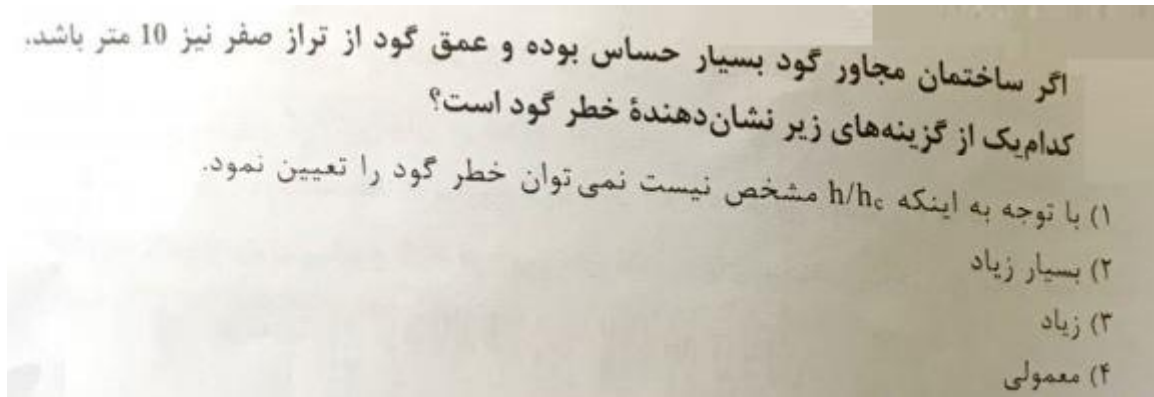 اگر ساختمان مجاور گود بسیار حساس بوده و عمق گود از تراز صفر نیز 10 متر باشد.
کدام‌یک از گزینه‌های زیر نشان‌دهندهٔ خطر گود است؟
۱) با توجه به اینکه h/hc مشخص نیست نمی‌توان خطر گود را تعیین نمود.
۲) بسیار زیاد
۳) زیاد
۴) معمولی